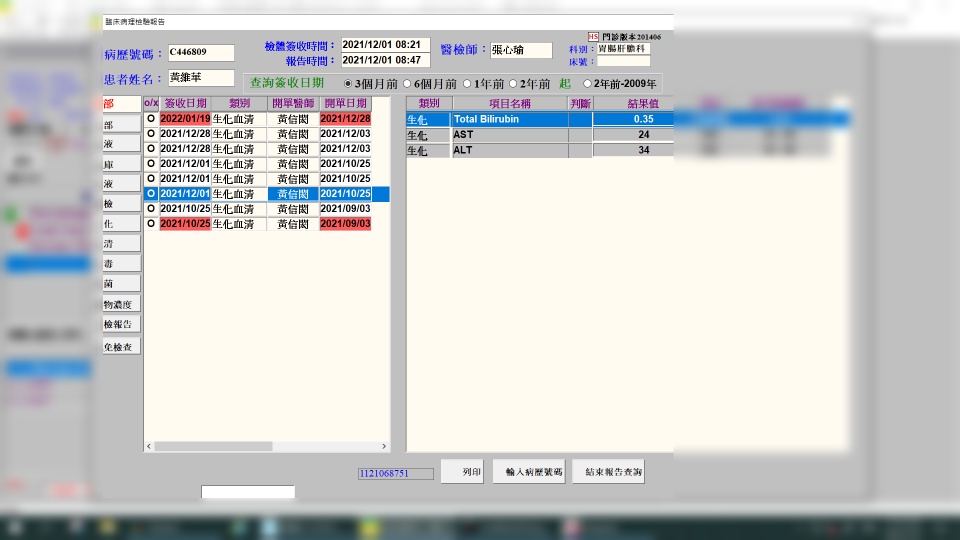 臨床病理檢驗報告
HS 門診版本201406
病歷號碼： C446809 檢體簽收時間： 2021/12/01 08:21 醫檢師： 張心瑜 科別： 胃腸肝膽科
報告時間： 2021/12/01 08:47 床號：
患者姓名： 黃維苹
查詢簽收日期 3個月前 6個月前 1年前 2年前 起 2年前-2009年
部 o/x 簽收日期 類別 開單醫師 開單日期 類別 項目名稱 判斷 結果值
O 2022/01/19 生化血清 黃信閎 2021/12/28 生化 Total Bilirubin 0.35
部 O 2021/12/28 生化血清 黃信閎 2021/12/03 生化 AST 24
液 O 2021/12/28 生化血清 黃信閎 2021/12/03 生化 ALT 34
庫 O 2021/12/01 生化血清 黃信閎 2021/10/25
液 O 2021/12/01 生化血清 黃信閎 2021/10/25
O 2021/12/01 生化血清 黃信閎 2021/10/25
檢 O 2021/10/25 生化血清 黃信閎 2021/09/03
化 O 2021/10/25 生化血清 黃信閎 2021/09/03
清
毒
菌
物濃度
檢報告
免檢查
1121068751 列印 輸入病歷號碼 結束報告查詢